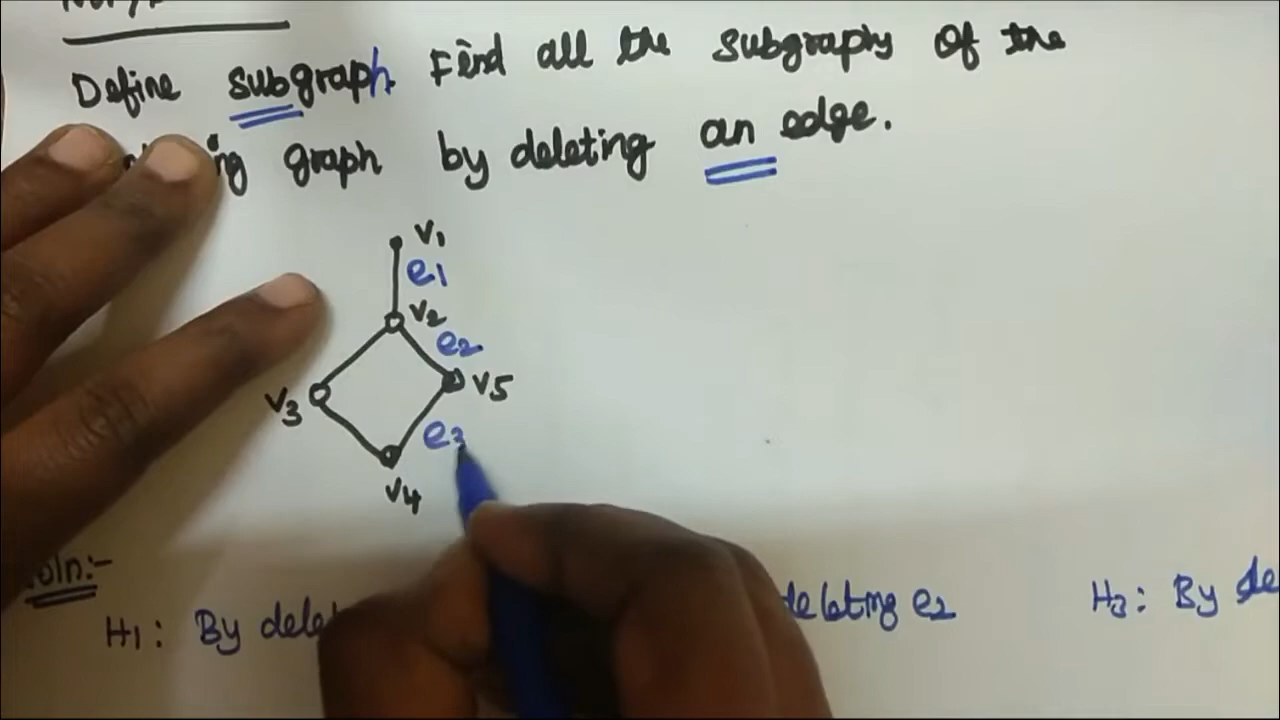 Define subgraph. Find all the subgraphs of the
graph by deleting an edge.
v1
e1
v2
e2
v3
v5
e3
v4
Soln:-
H1: By deleting e2
H3: By de